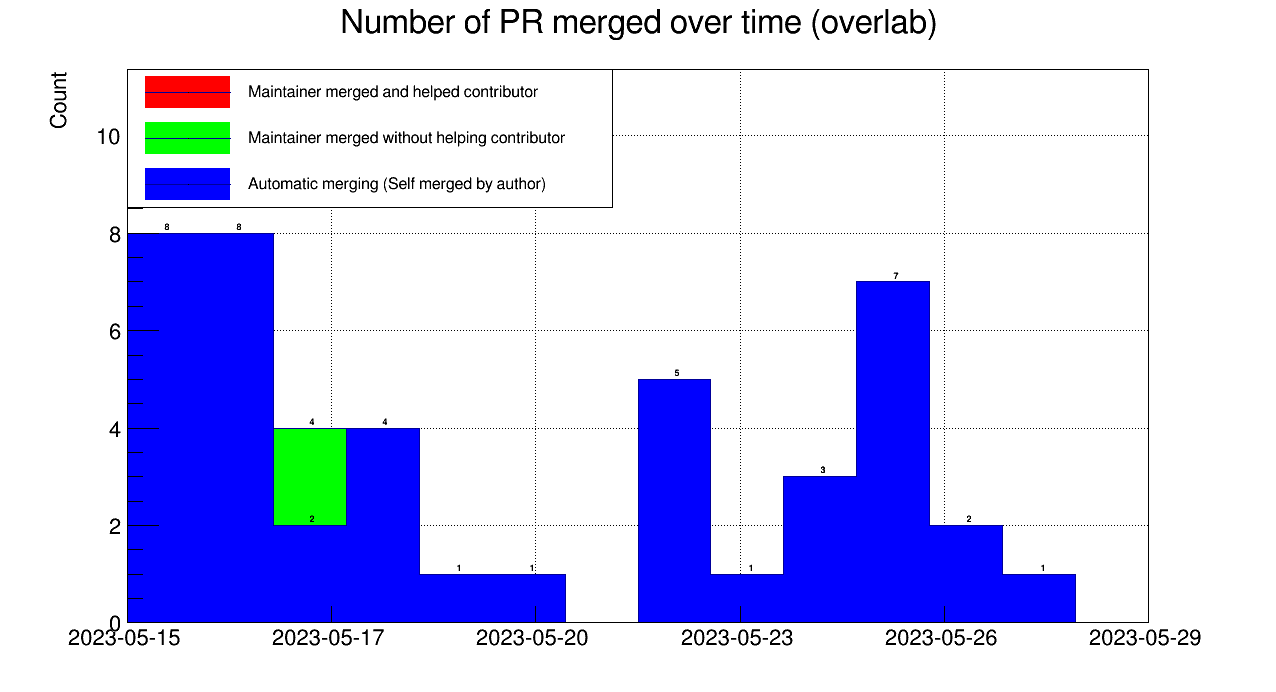 Number of PR merged over time (overlab)
Count
Maintainer merged and helped contributor
Maintainer merged without helping contributor
Automatic merging (Self merged by author)
10
8
6
4
2
0
8 8 4 2 4 1 1 5 1 3 7 2 1
2023-05-15 2023-05-17 2023-05-20 2023-05-23 2023-05-26 2023-05-29